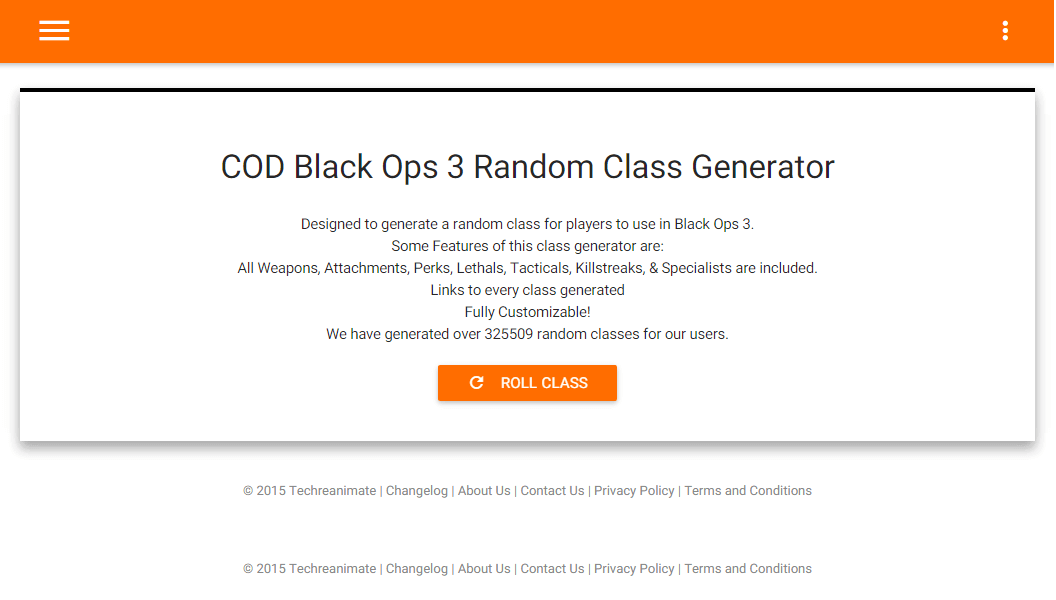 COD Black Ops 3 Random Class Generator
Designed to generate a random class for players to use in Black Ops 3.
Some Features of this class generator are:
All Weapons, Attachments, Perks, Lethals, Tacticals, Killstreaks, & Specialists are included.
Links to every class generated
Fully Customizable!
We have generated over 325509 random classes for our users.
ROLL CLASS
© 2015 Techreanimate | Changelog | About Us | Contact Us | Privacy Policy | Terms and Conditions
© 2015 Techreanimate | Changelog | About Us | Contact Us | Privacy Policy | Terms and Conditions